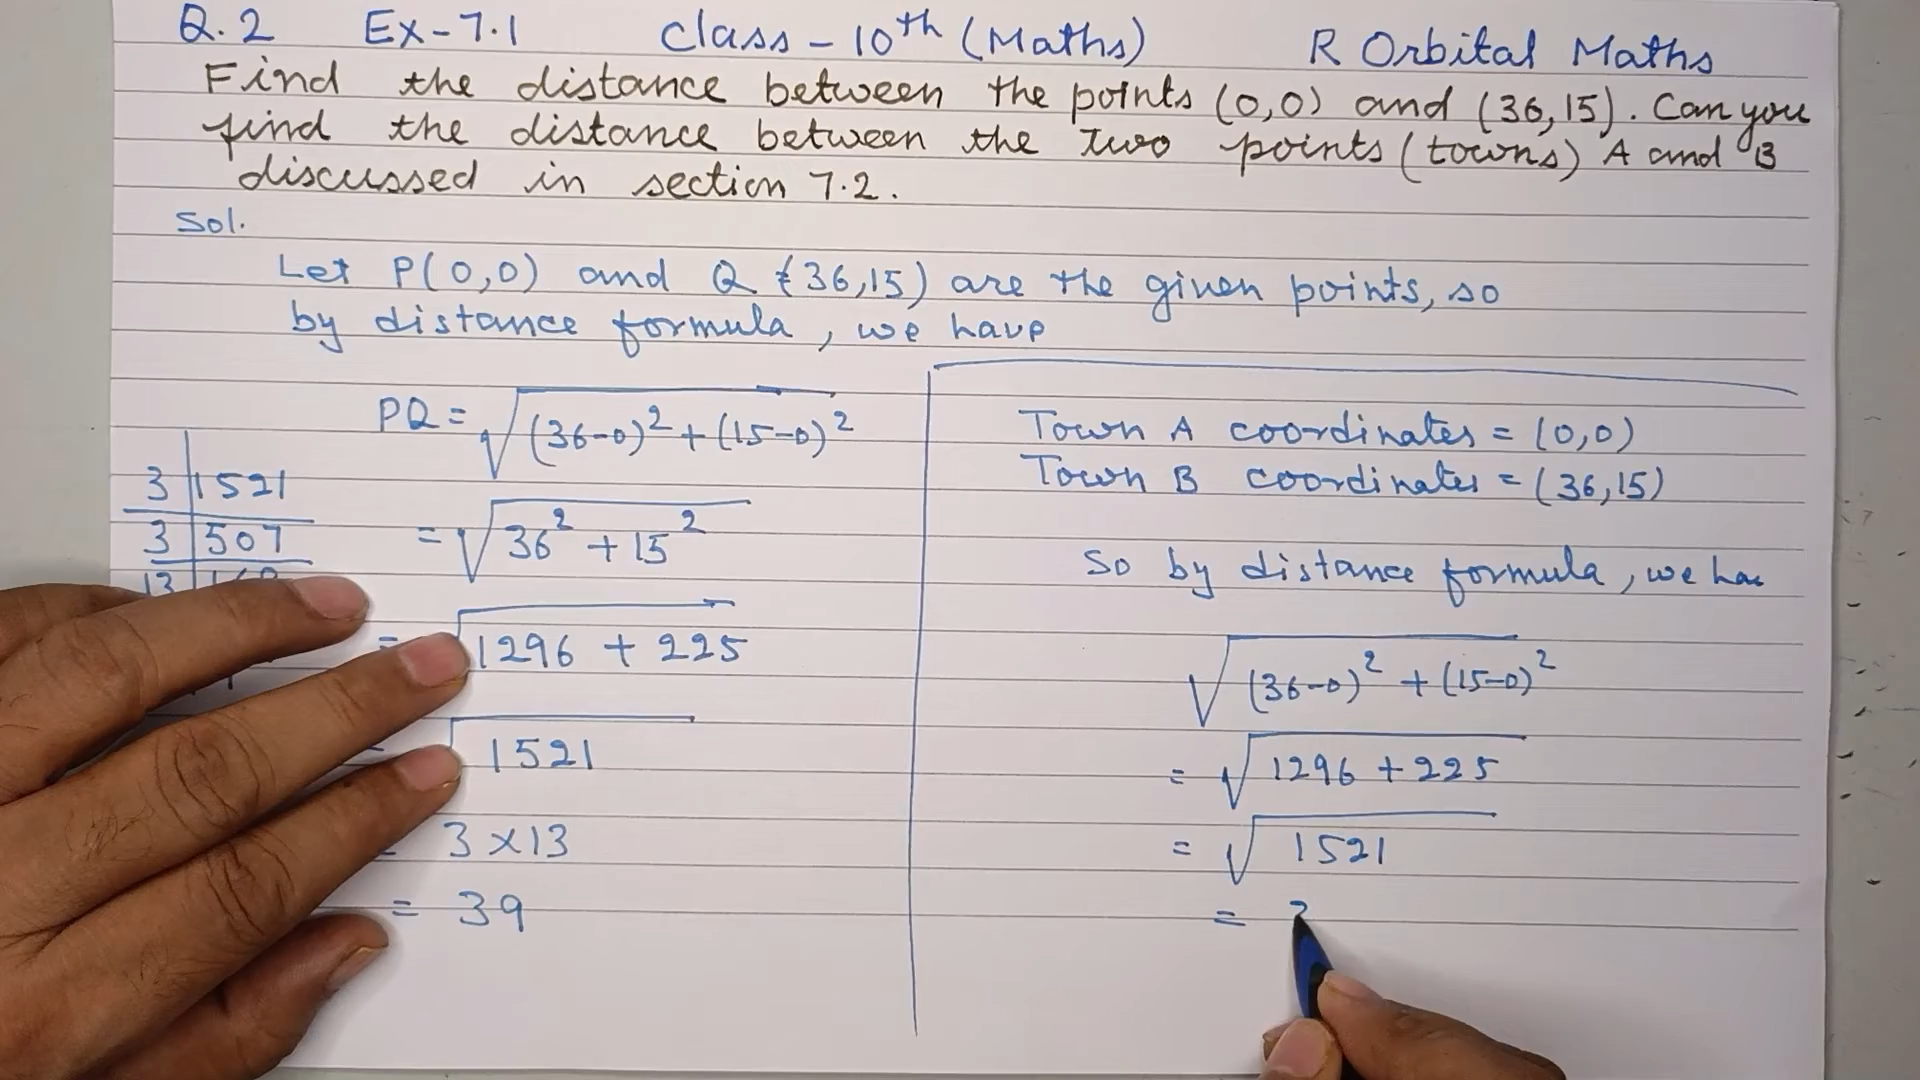 Q.2 Ex-7.1 Class-10th (Maths) R Orbital Maths
Find the distance between the points (0,0) and (36,15). Can you
find the distance between the two points (towns) A and B
discussed in section 7.2.
Sol.
Let P(0,0) and Q (36,15) are the given points, so
by distance formula, we have
PQ = √(36-0)² + (15-0)²
= √36² + 15²
= √1296 + 225
= √1521
= 3×13
= 39
3 | 1521
3 | 507
13
Town A coordinates = (0,0)
Town B coordinates = (36,15)
So by distance formula, we hav
√(36-0)² + (15-0)²
= √1296 + 225
= √1521
=